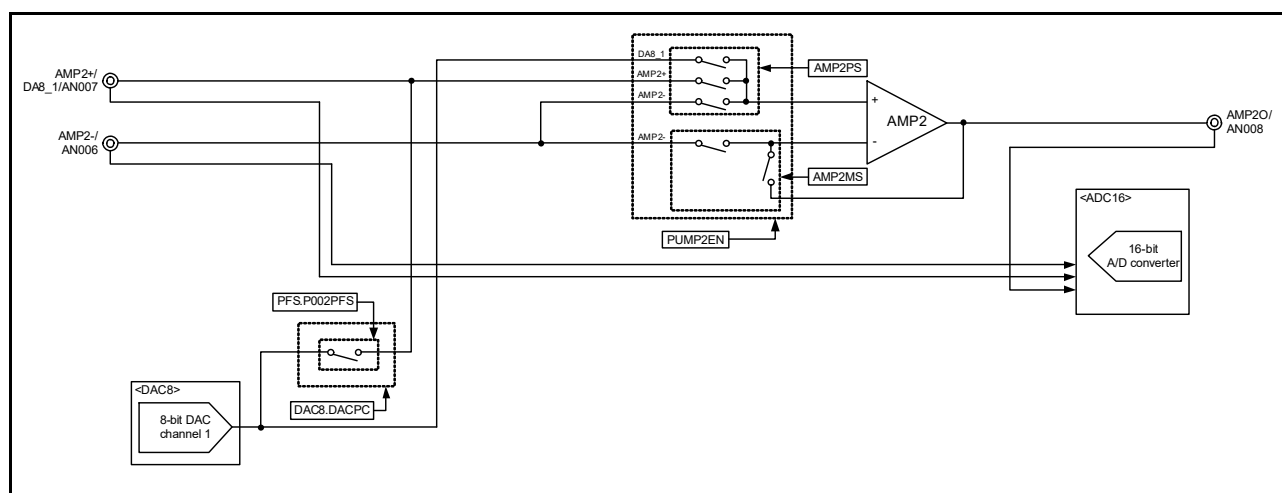 AMP2+/
DA8_1/AN007
AMP2-/
AN006
DA8_1
AMP2+
AMP2-
AMP2-
AMP2PS
+
-
AMP2
AMP2MS
PUMP2EN
AMP2O/
AN008
<ADC16>
16-bit
A/D converter
PFS.P002PFS
DAC8.DACPC
<DAC8>
8-bit DAC
channel 1